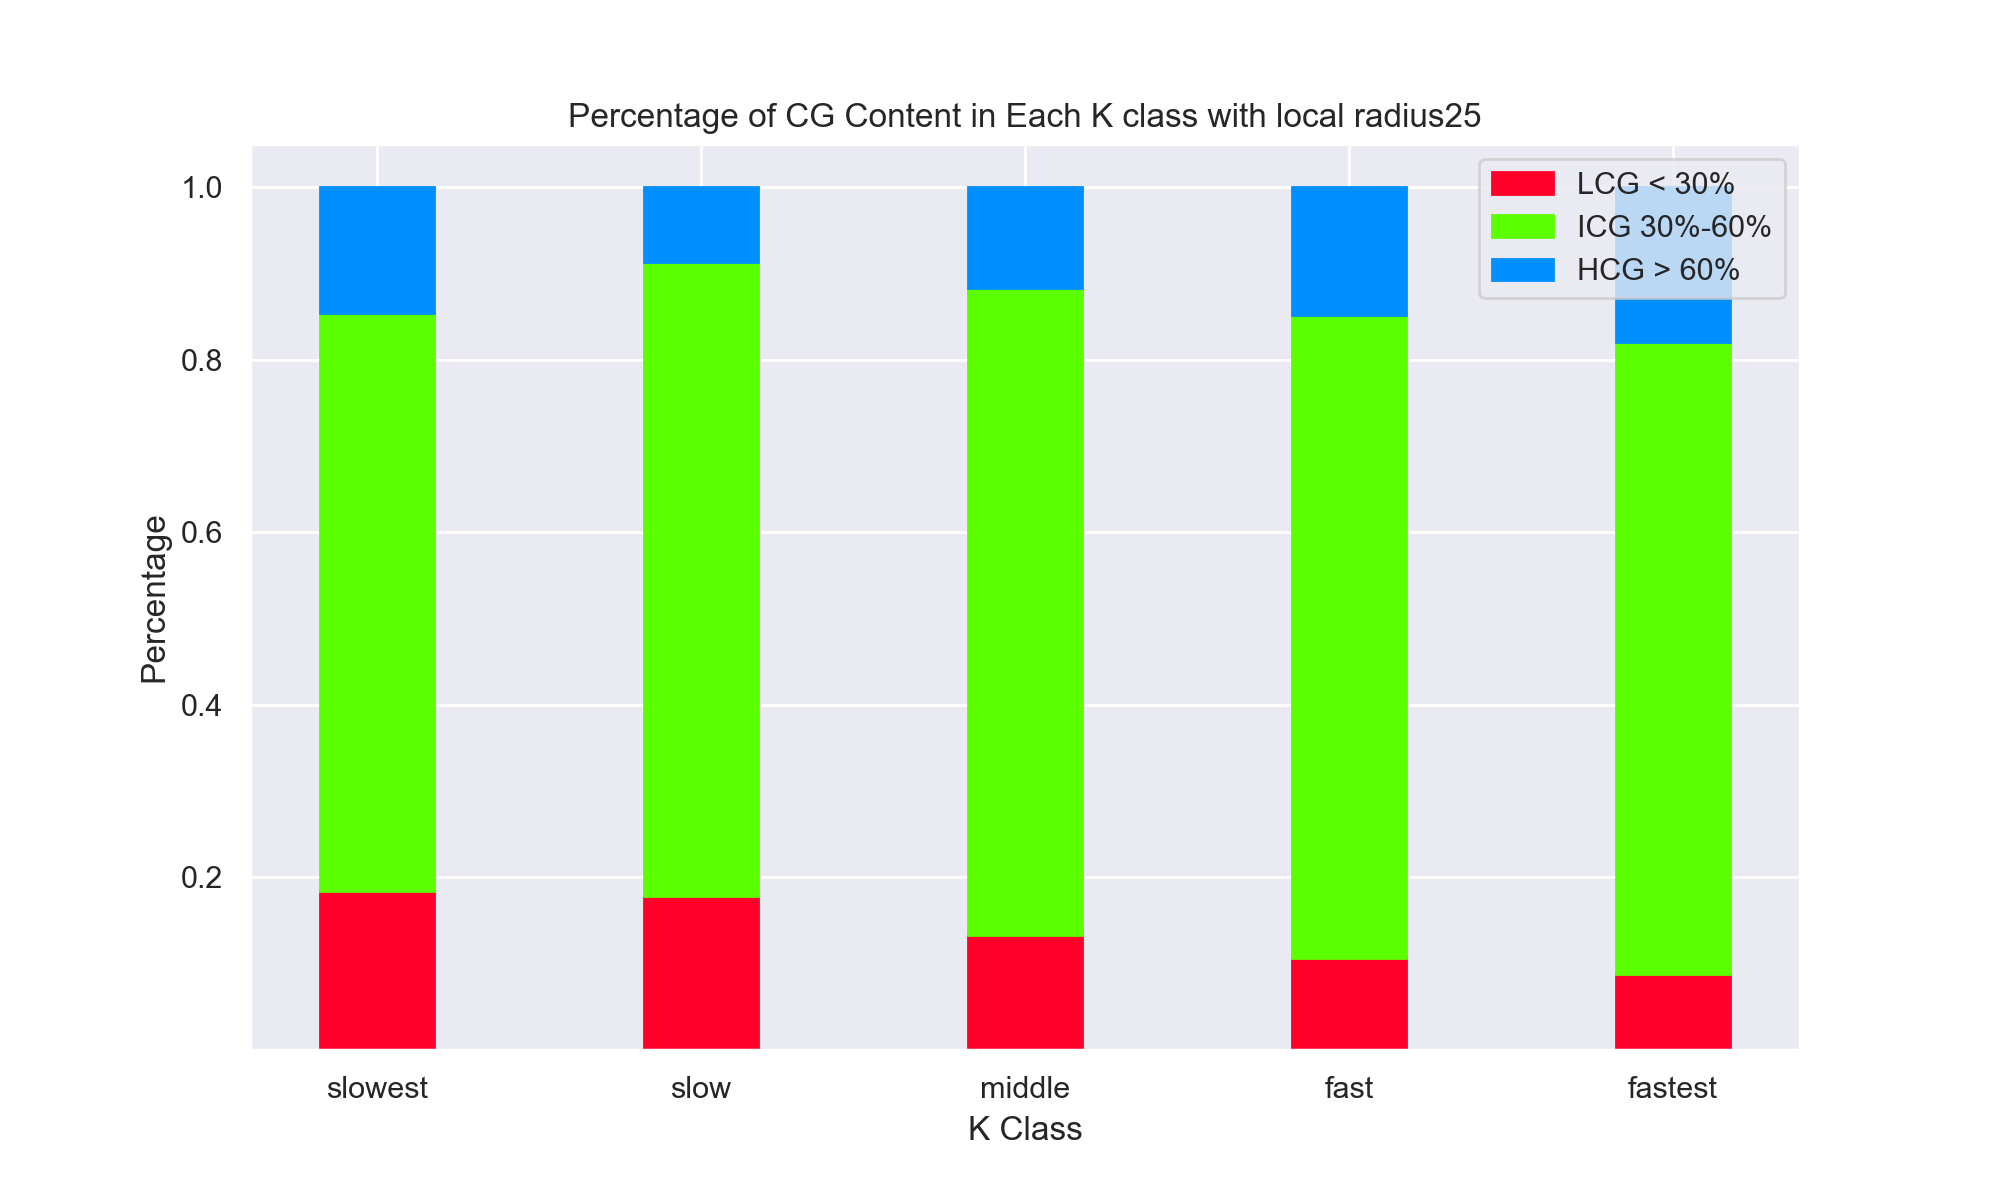 Percentage of CG Content in Each K class with local radius25
LCG < 30%
ICG 30%-60%
HCG > 60%
1.0
0.8
0.6
0.4
0.2
Percentage
slowest slow middle fast fastest
K Class